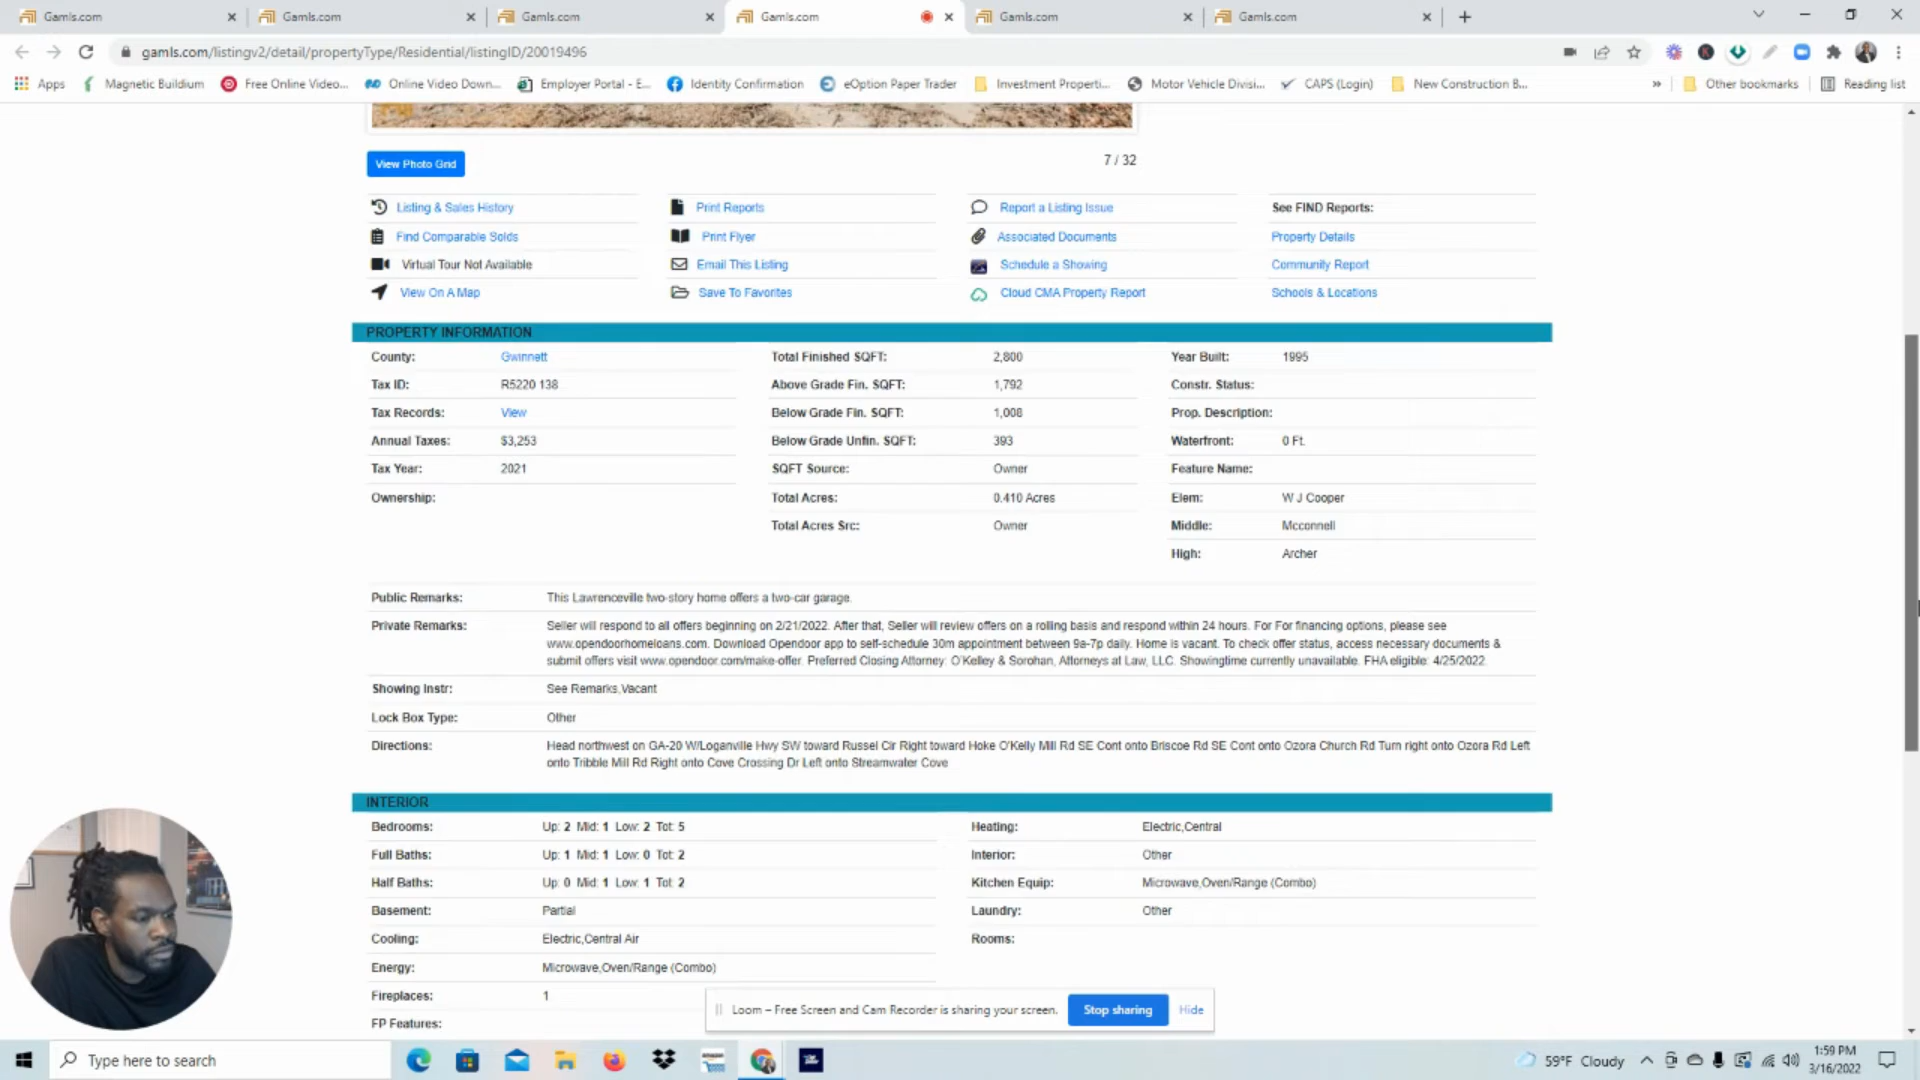 Gamls.com
Gamls.com
Gamls.com
Gamls.com
Gamls.com
Gamls.com
gamls.com/listingv2/detail/propertyType/Residential/listingID/20019496
Apps
Magnetic Buildium
Free Online Video...
Online Video Down...
Employer Portal - E...
Identity Confirmation
eOption Paper Trader
Investment Properti...
Motor Vehicle Divisi...
CAPS (Login)
New Construction B...
»
Other bookmarks
Reading list
View Photo Grid
7 / 32
Listing & Sales History
Print Reports
Report a Listing Issue
See FIND Reports:
Find Comparable Solds
Print Flyer
Associated Documents
Property Details
Virtual Tour Not Available
Email This Listing
Schedule a Showing
Community Report
View On A Map
Save To Favorites
Cloud CMA Property Report
Schools & Locations
PROPERTY INFORMATION
County: Gwinnett
Total Finished SQFT: 2,800
Year Built: 1995
Tax ID: R5220 138
Above Grade Fin. SQFT: 1,792
Constr. Status:
Tax Records: View
Below Grade Fin. SQFT: 1,008
Prop. Description:
Annual Taxes: $3,253
Below Grade Unfin. SQFT: 393
Waterfront: 0 Ft.
Tax Year: 2021
SQFT Source: Owner
Feature Name:
Ownership:
Total Acres: 0.410 Acres
Elem: W J Cooper
Total Acres Src: Owner
Middle: Mcconnell
High: Archer
Public Remarks: This Lawrenceville two-story home offers a two-car garage.
Private Remarks: Seller will respond to all offers beginning on 2/21/2022. After that, Seller will review offers on a rolling basis and respond within 24 hours. For For financing options, please see
www.opendoorhomeloans.com. Download Opendoor app to self-schedule 30m appointment between 9a-7p daily. Home is vacant. To check offer status, access necessary documents &
submit offers visit www.opendoor.com/make-offer. Preferred Closing Attorney: O'Kelley & Sorohan, Attorneys at Law, LLC. Showingtime currently unavailable. FHA eligible: 4/25/2022
Showing Instr: See Remarks,Vacant
Lock Box Type: Other
Directions: Head northwest on GA-20 W/Loganville Hwy SW toward Russel Cir Right toward Hoke O'Kelly Mill Rd SE Cont onto Briscoe Rd SE Cont onto Ozora Church Rd Turn right onto Ozora Rd Left
onto Tribble Mill Rd Right onto Cove Crossing Dr Left onto Streamwater Cove
INTERIOR
Bedrooms: Up: 2 Mid: 1 Low: 2 Tot: 5
Heating: Electric,Central
Full Baths: Up: 1 Mid: 1 Low: 0 Tot: 2
Interior: Other
Half Baths: Up: 0 Mid: 1 Low: 1 Tot: 2
Kitchen Equip: Microwave,Oven/Range (Combo)
Basement: Partial
Laundry: Other
Cooling: Electric,Central Air
Rooms:
Energy: Microwave,Oven/Range (Combo)
Fireplaces: 1
FP Features:
Loom – Free Screen and Cam Recorder is sharing your screen.
Stop sharing
Hide
Type here to search
59°F Cloudy
1:59 PM
3/16/2022